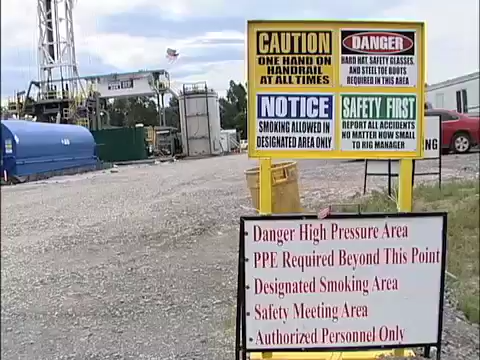 CAUTION
ONE HAND ON
HANDRAIL
AT ALL TIMES
DANGER
HARD HAT, SAFETY GLASSES,
AND STEEL TOE BOOTS
REQUIRED IN THIS AREA
NOTICE
SMOKING ALLOWED IN
DESIGNATED AREA ONLY
SAFETY FIRST
REPORT ALL ACCIDENTS
NO MATTER HOW SMALL
TO RIG MANAGER
Danger High Pressure Area
PPE Required Beyond This Point
Designated Smoking Area
Safety Meeting Area
Authorized Personnel Only